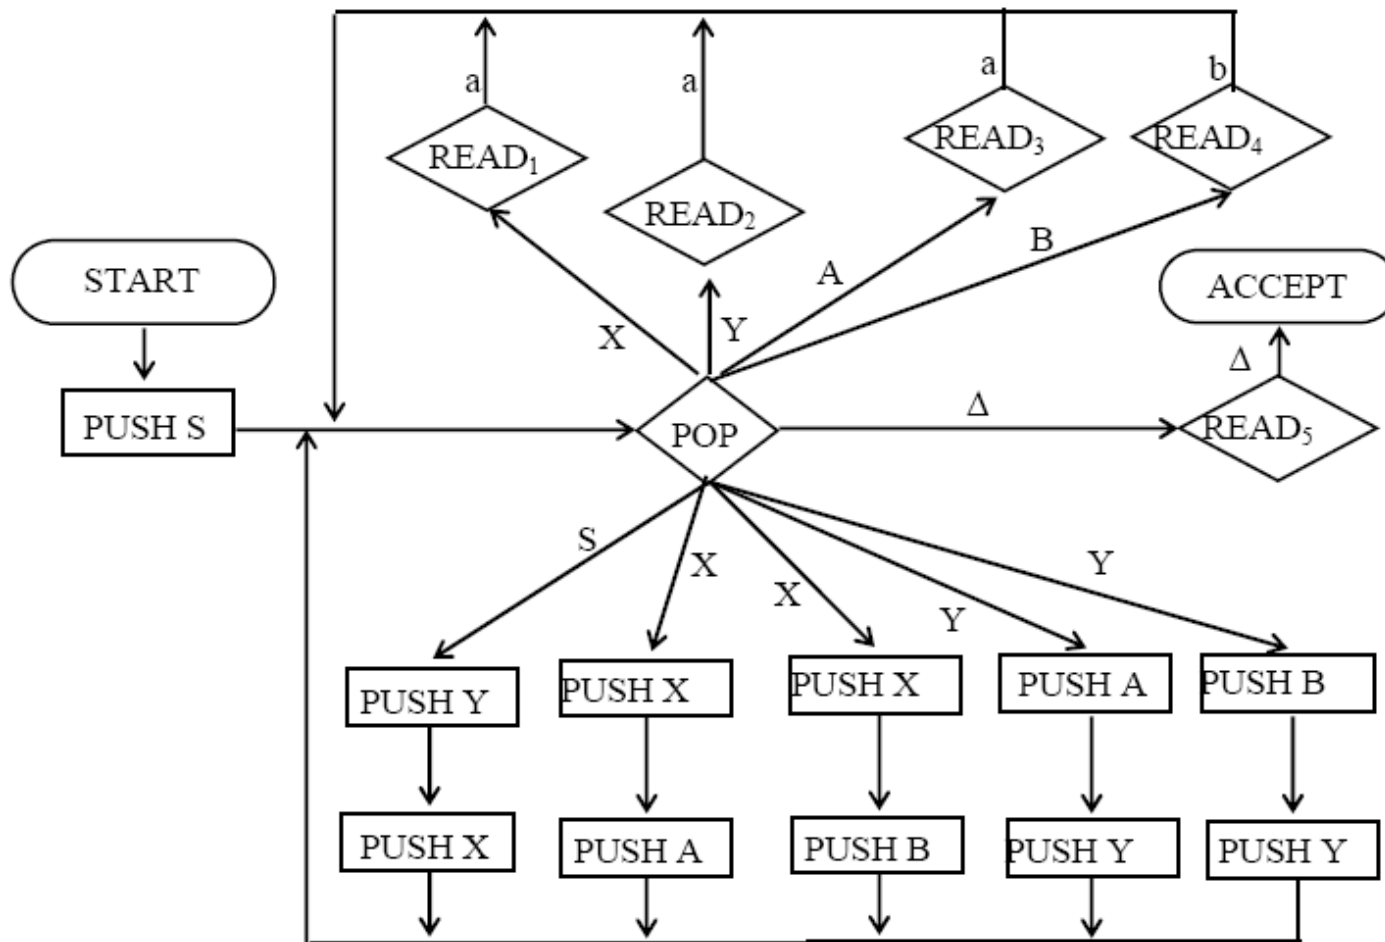 a
a
a
b
READ₁
READ₂
READ₃
READ₄
START
X
Y
A
B
ACCEPT
Δ
PUSH S
POP
Δ
READ₅
S
X
X
Y
Y
PUSH Y
PUSH X
PUSH X
PUSH A
PUSH B
PUSH X
PUSH A
PUSH B
PUSH Y
PUSH Y